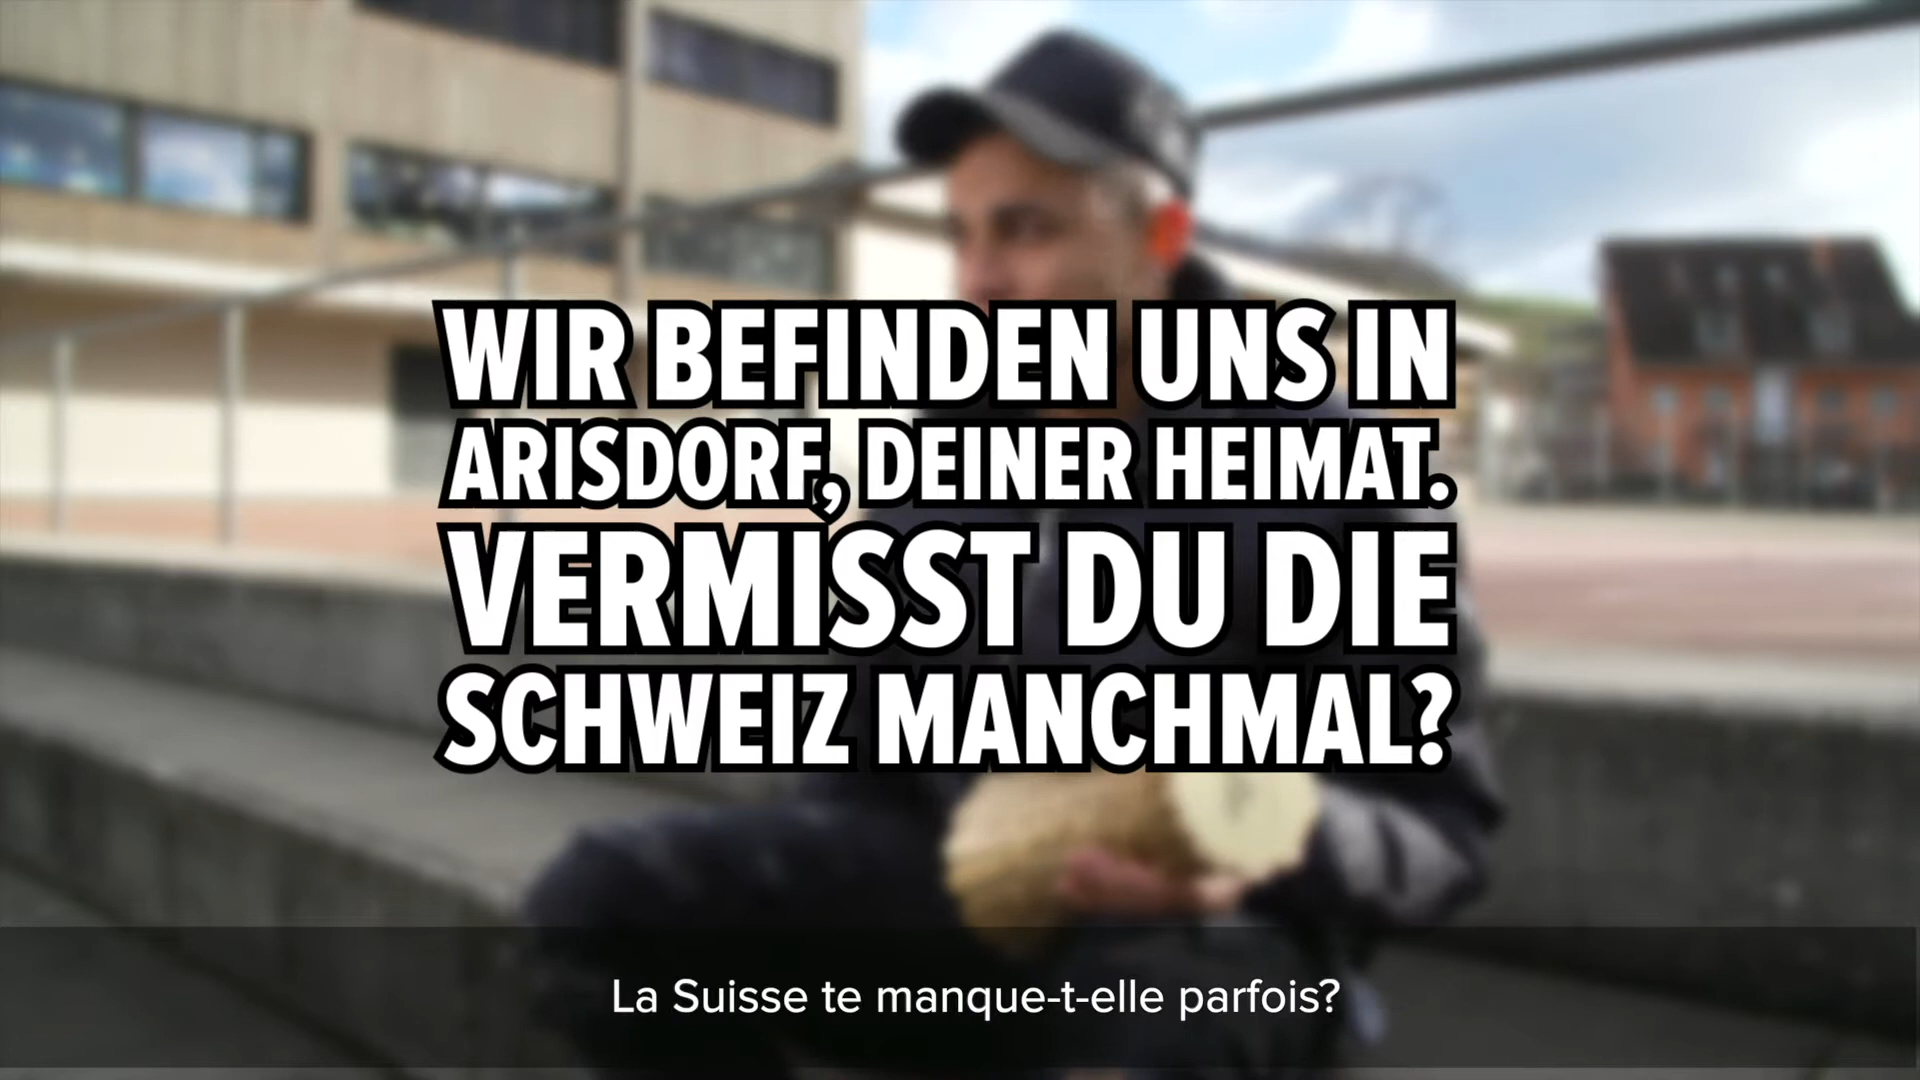 WIR BEFINDEN UNS IN
ARISDORF, DEINER HEIMAT.
VERMISST DU DIE
SCHWEIZ MANCHMAL?
La Suisse te manque-t-elle parfois?